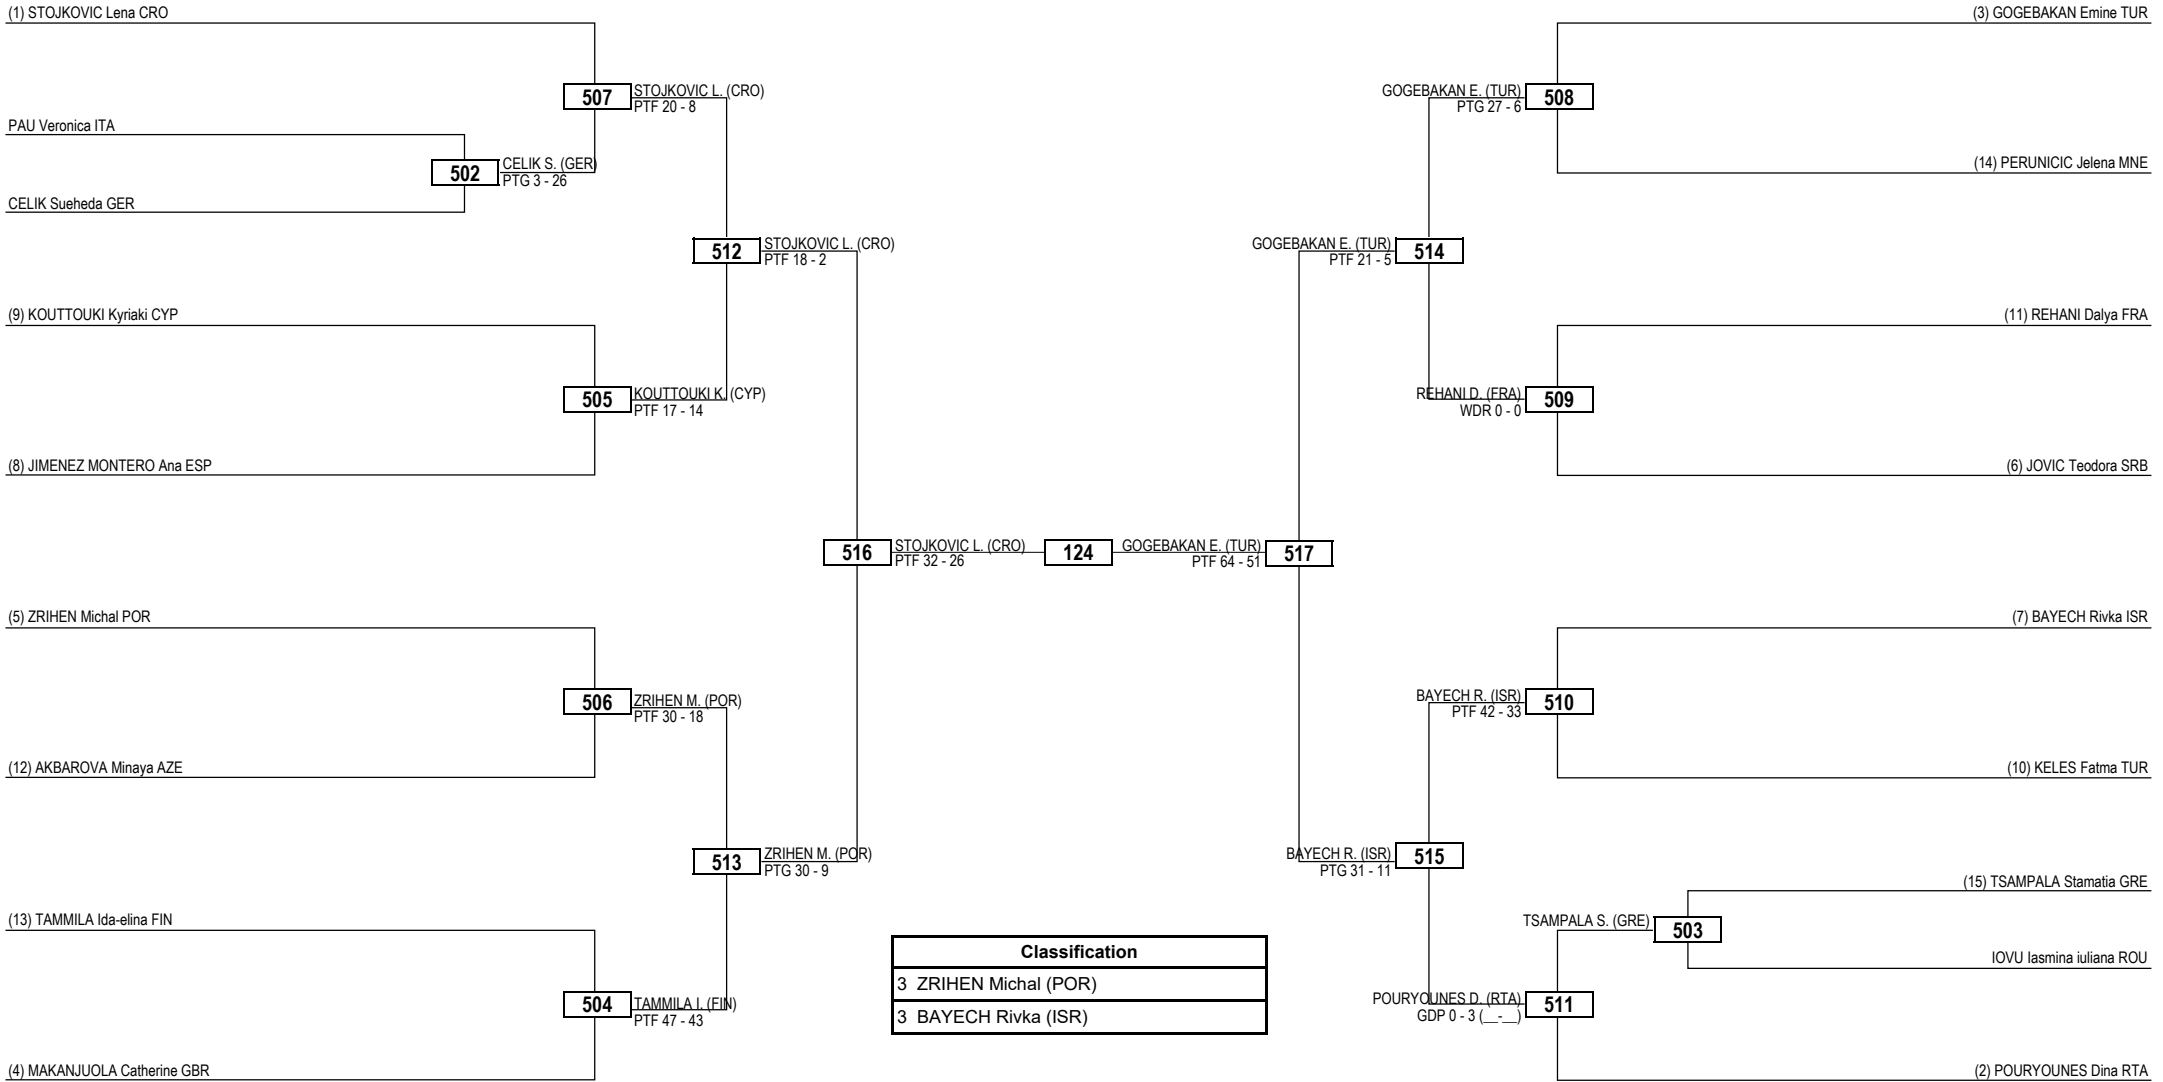 (1) STOJKOVIC Lena CRO
507
STOJKOVIC L. (CRO)
PTF 20 - 8
PAU Veronica ITA
502
CELIK S. (GER)
PTG 3 - 26
CELIK Sueheda GER
512
STOJKOVIC L. (CRO)
PTF 18 - 2
(9) KOUTTOUKI Kyriaki CYP
505
KOUTTOUKI K. (CYP)
PTF 17 - 14
(8) JIMENEZ MONTERO Ana ESP
516
STOJKOVIC L. (CRO)
PTF 32 - 26
(5) ZRIHEN Michal POR
506
ZRIHEN M. (POR)
PTF 30 - 18
(12) AKBAROVA Minaya AZE
513
ZRIHEN M. (POR)
PTG 30 - 9
(13) TAMMILA Ida-elina FIN
504
TAMMILA I. (FIN)
PTF 47 - 43
(4) MAKANJUOLA Catherine GBR
124
(3) GOGEBAKAN Emine TUR
GOGEBAKAN E. (TUR)
PTG 27 - 6
508
(14) PERUNICIC Jelena MNE
GOGEBAKAN E. (TUR)
PTF 21 - 5
514
(11) REHANI Dalya FRA
REHANI D. (FRA)
WDR 0 - 0
509
(6) JOVIC Teodora SRB
GOGEBAKAN E. (TUR)
PTF 64 - 51
517
(7) BAYECH Rivka ISR
BAYECH R. (ISR)
PTF 42 - 33
510
(10) KELES Fatma TUR
BAYECH R. (ISR)
PTG 31 - 11
515
(15) TSAMPALA Stamatia GRE
TSAMPALA S. (GRE)
503
IOVU Iasmina iuliana ROU
POURYOUNES D. (RTA)
GDP 0 - 3 (__-__)
511
(2) POURYOUNES Dina RTA
Classification
3 ZRIHEN Michal (POR)
3 BAYECH Rivka (ISR)